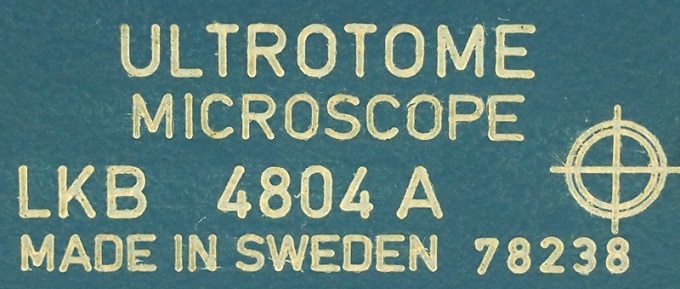 ULTROTOME
MICROSCOPE
LKB 4804 A
MADE IN SWEDEN 78238